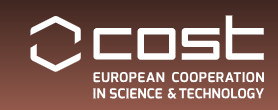 cost
EUROPEAN COOPERATION
IN SCIENCE & TECHNOLOGY